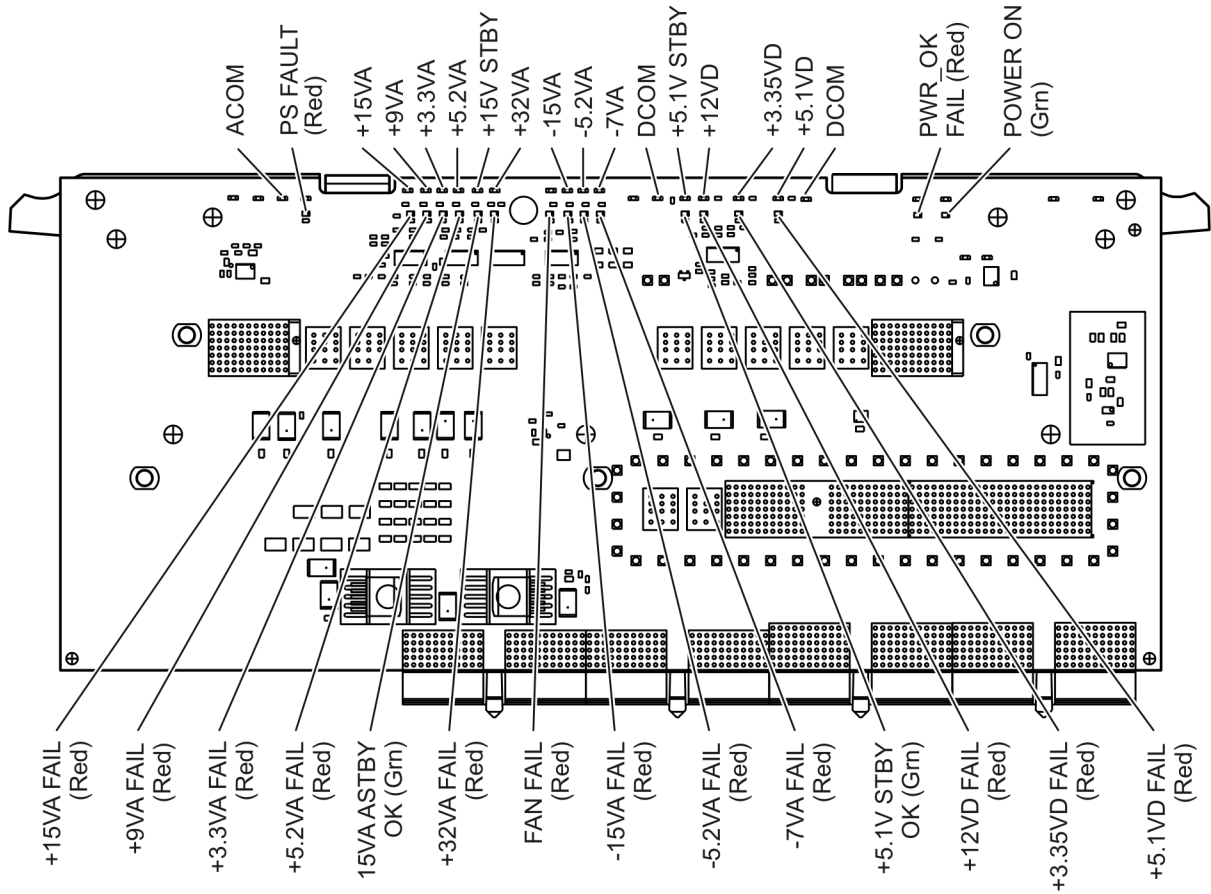 ACOM
PS FAULT
(Red)
+15VA
+9VA
+3.3VA
+5.2VA
+15V STBY
+32VA
-15VA
-5.2VA
-7VA
DCOM
+5.1V STBY
+12VD
+3.35VD
+5.1VD
DCOM
PWR_OK
FAIL (Red)
POWER ON
(Grn)
+15VA FAIL
(Red)
+9VA FAIL
(Red)
+3.3VA FAIL
(Red)
+5.2VA FAIL
(Red)
15VA ASTBY
OK (Grn)
+32VA FAIL
(Red)
FAN FAIL
(Red)
-15VA FAIL
(Red)
-5.2VA FAIL
(Red)
-7VA FAIL
(Red)
+5.1V STBY
OK (Grn)
+12VD FAIL
(Red)
+3.35VD FAIL
(Red)
+5.1VD FAIL
(Red)